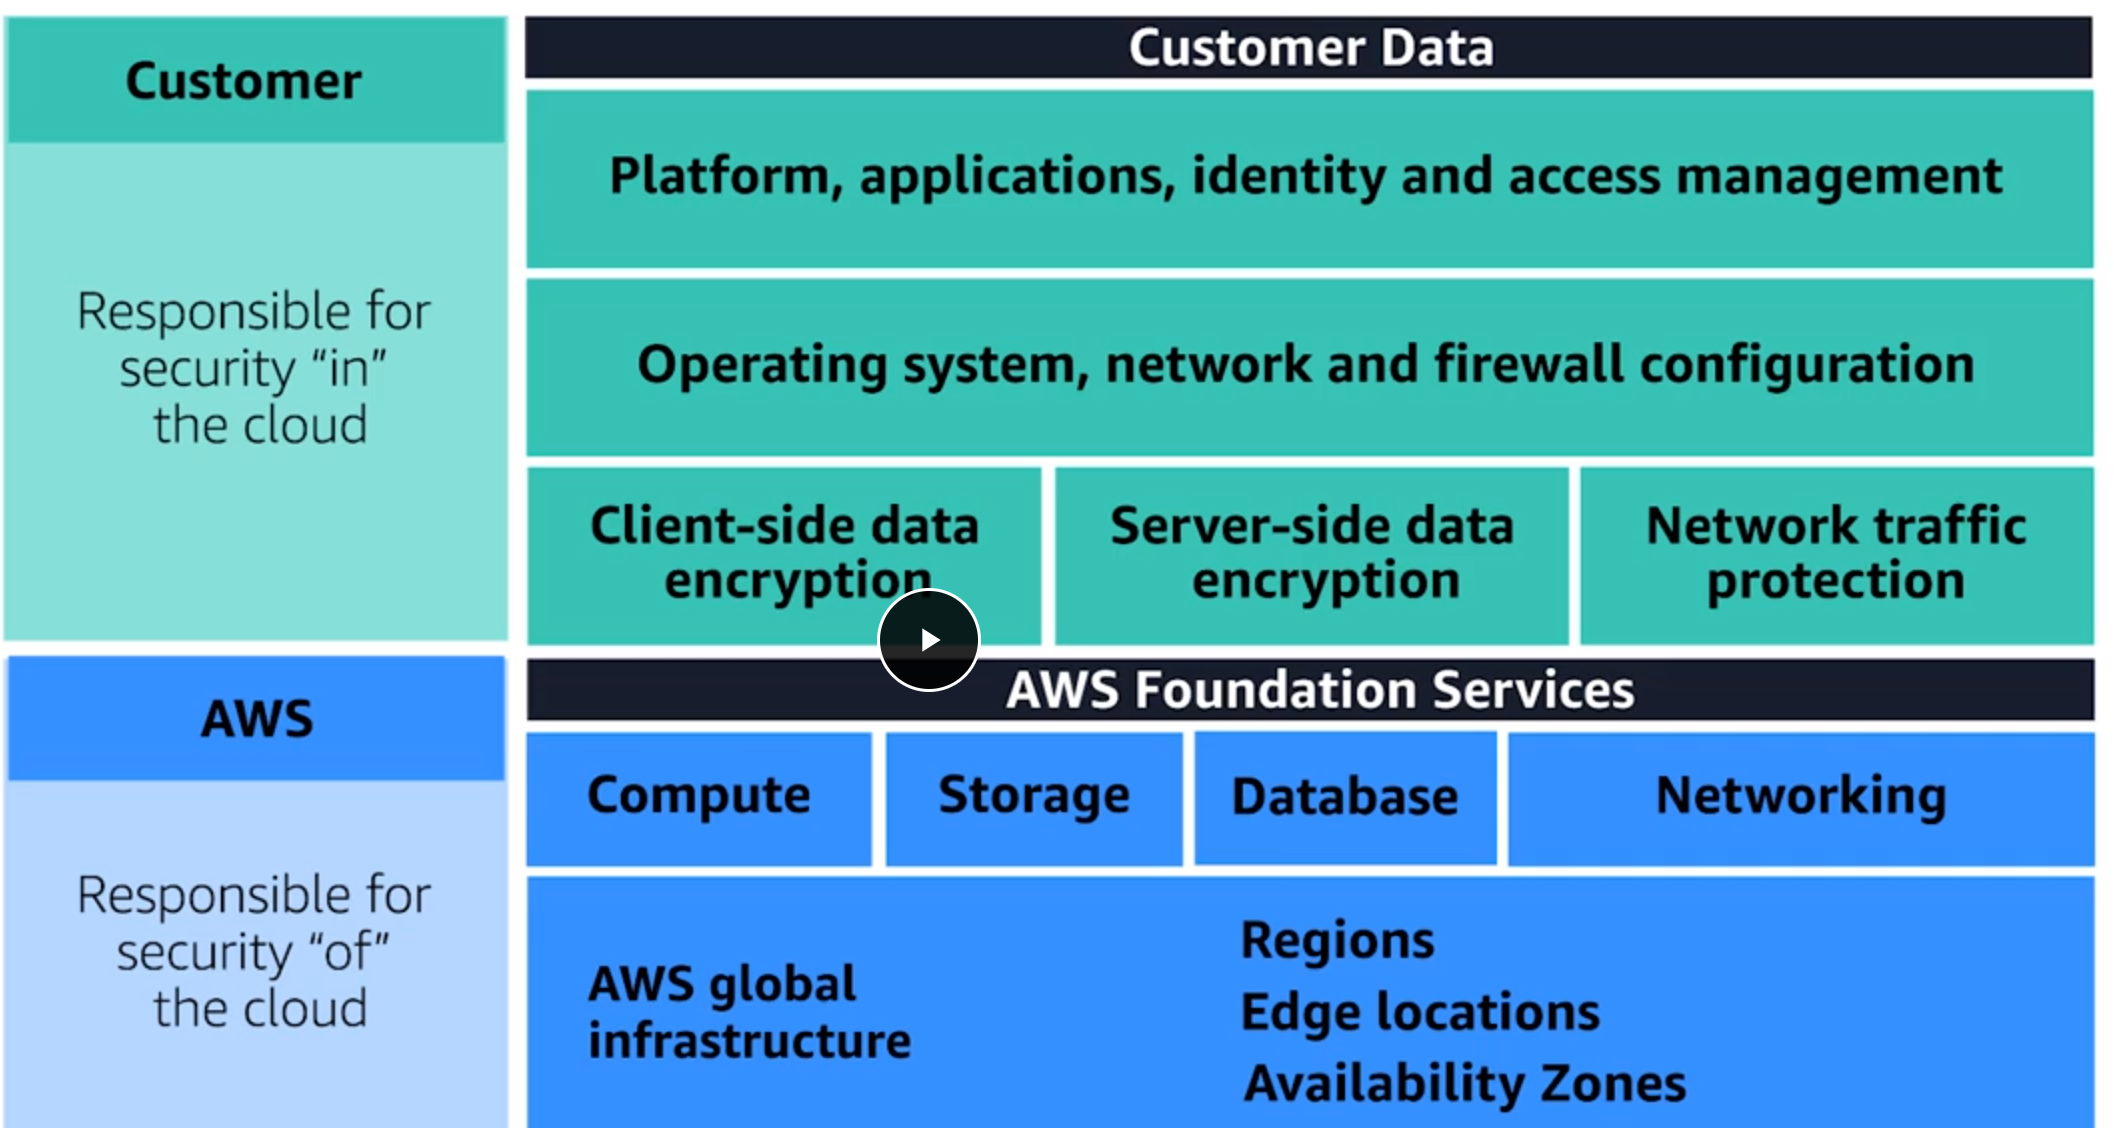 Customer
Responsible for
security “in”
the cloud
Customer Data
Platform, applications, identity and access management
Operating system, network and firewall configuration
Client-side data
encryption
Server-side data
encryption
Network traffic
protection
AWS
Responsible for
security “of”
the cloud
AWS Foundation Services
Compute
Storage
Database
Networking
AWS global
infrastructure
Regions
Edge locations
Availability Zones